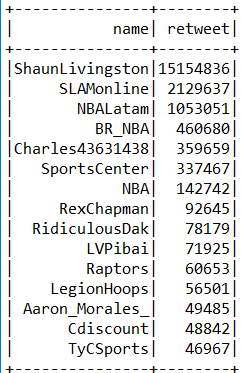 +---------------+--------+
|           name| retweet|
+---------------+--------+
|ShaunLivingston|15154836|
|     SLAMonline| 2129637|
|       NBALatam| 1053051|
|         BR_NBA|  460680|
|Charles43631438|  359659|
|   SportsCenter|  337467|
|            NBA|  142742|
|     RexChapman|   92645|
|  RidiculousDak|   78179|
|        LVPibai|   71925|
|        Raptors|   60653|
|    LegionHoops|   56501|
| Aaron_Morales_|   49485|
|      Cdiscount|   48842|
|      TyCSports|   46967|
+---------------+--------+